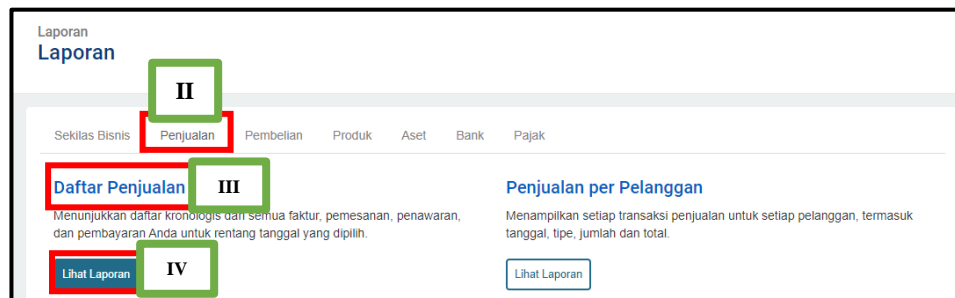 Laporan
Laporan
II
Sekilas Bisnis Penjualan Pembelian Produk Aset Bank Pajak
Daftar Penjualan III
Menunjukkan daftar kronologis dari semua faktur, pemesanan, penawaran,
dan pembayaran Anda untuk rentang tanggal yang dipilih.
Lihat Laporan IV
Penjualan per Pelanggan
Menampilkan setiap transaksi penjualan untuk setiap pelanggan, termasuk
tanggal, tipe, jumlah dan total.
Lihat Laporan